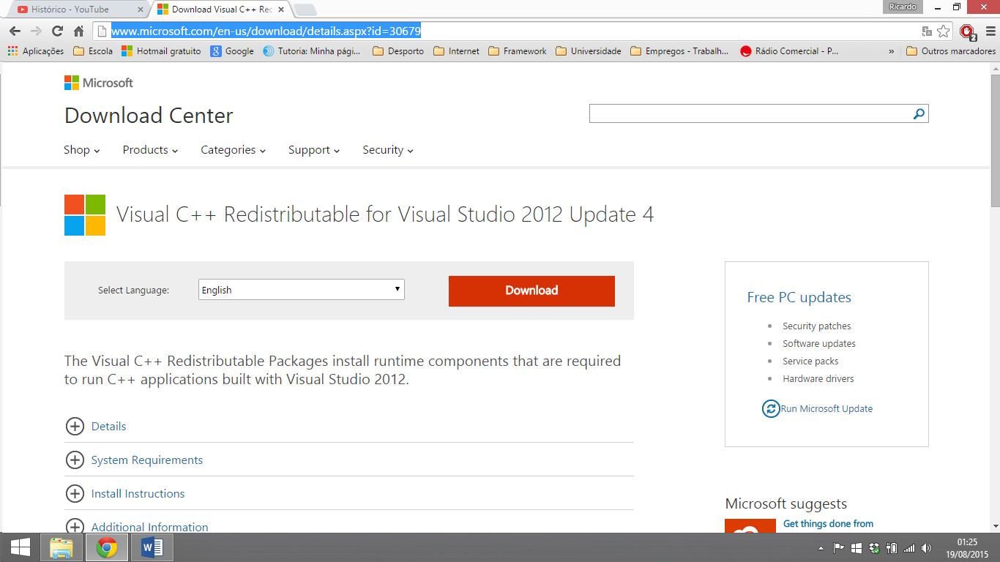 Histórico - YouTube
Download Visual C++ Rec
Ricardo
www.microsoft.com/en-us/download/details.aspx?id=30679
2
Aplicações
Escola
Hotmail gratuito
Google
Tutoria: Minha pági...
Desporto
Internet
Framework
Universidade
Empregos - Trabalh...
Rádio Comercial - P...
»
Outros marcadores
Microsoft
Download Center
Shop
Products
Categories
Support
Security
Visual C++ Redistributable for Visual Studio 2012 Update 4
Select Language:
English
Download
The Visual C++ Redistributable Packages install runtime components that are required
to run C++ applications built with Visual Studio 2012.
Details
System Requirements
Install Instructions
Additional Information
Free PC updates
• Security patches
• Software updates
• Service packs
• Hardware drivers
Run Microsoft Update
Microsoft suggests
Get things done from
01:25
19/08/2015